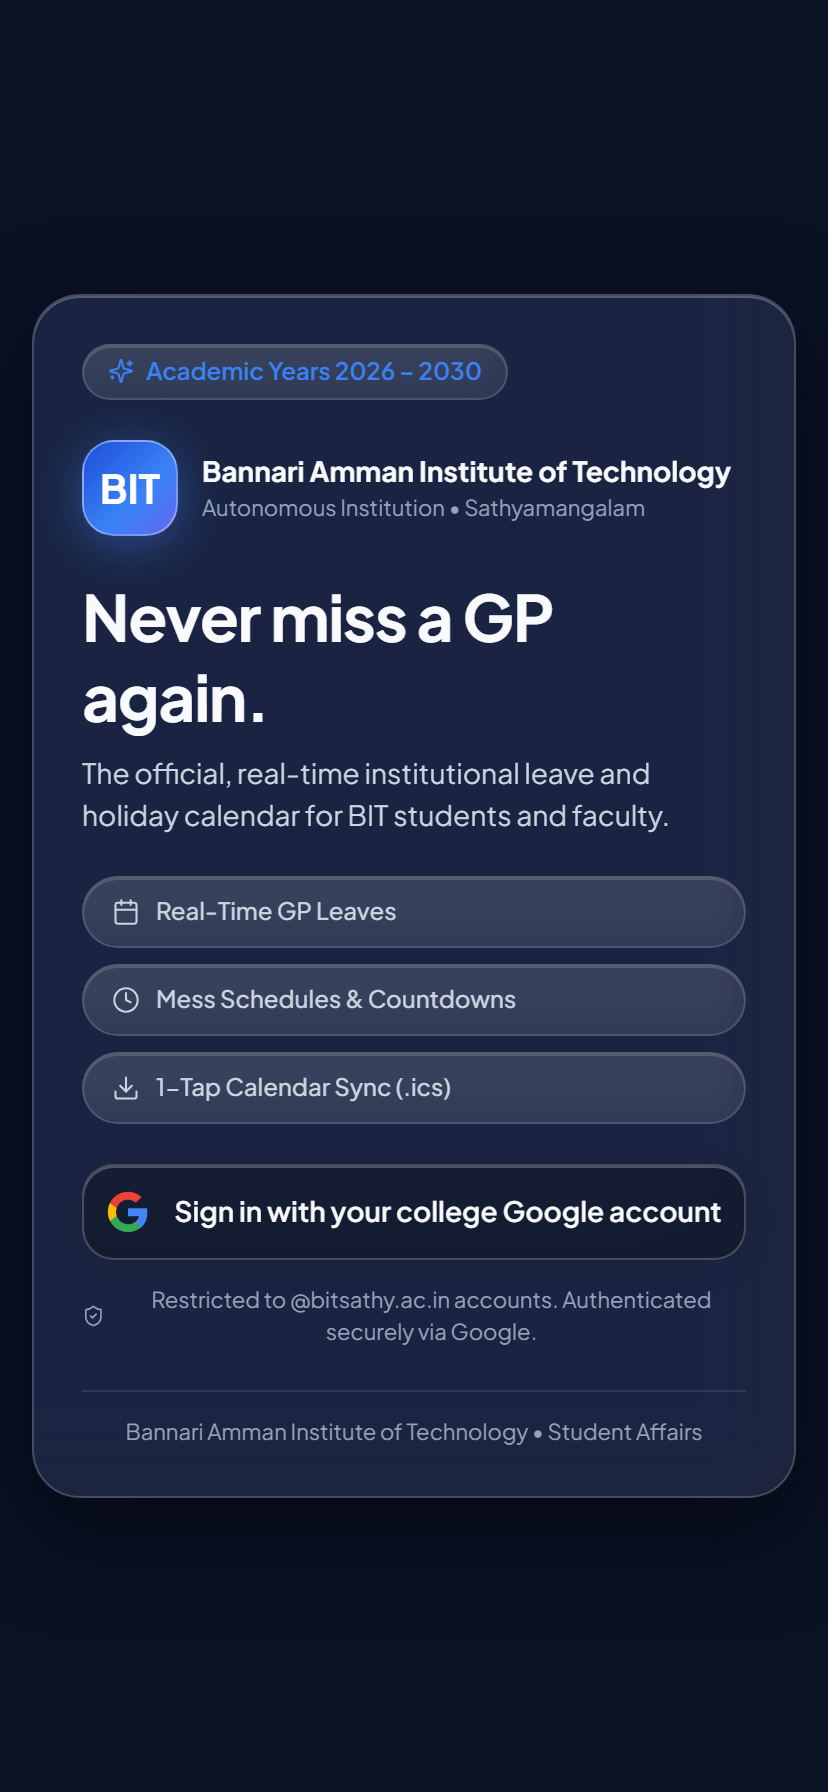 Academic Years 2026 – 2030
BIT
Bannari Amman Institute of Technology
Autonomous Institution • Sathyamangalam
Never miss a GP
again.
The official, real-time institutional leave and
holiday calendar for BIT students and faculty.
Real-Time GP Leaves
Mess Schedules & Countdowns
1-Tap Calendar Sync (.ics)
Sign in with your college Google account
Restricted to @bitsathy.ac.in accounts. Authenticated
securely via Google.
Bannari Amman Institute of Technology • Student Affairs